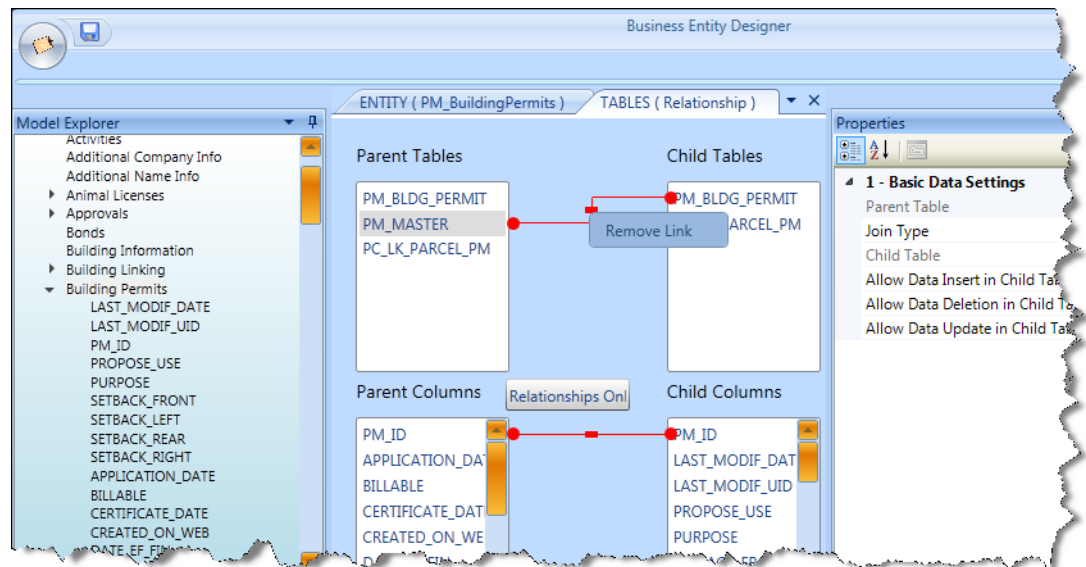 Business Entity Designer
Model Explorer
Activities
Additional Company Info
Additional Name Info
Animal Licenses
Approvals
Bonds
Building Information
Building Linking
Building Permits
LAST_MODIF_DATE
LAST_MODIF_UID
PM_ID
PROPOSE_USE
PURPOSE
SETBACK_FRONT
SETBACK_LEFT
SETBACK_REAR
SETBACK_RIGHT
APPLICATION_DATE
BILLABLE
CERTIFICATE_DATE
CREATED_ON_WEB
ENTITY ( PM_BuildingPermits )
TABLES ( Relationship )
Parent Tables
PM_BLDG_PERMIT
PM_MASTER
PC_LK_PARCEL_PM
Child Tables
PM_BLDG_PERMIT
ARCEL_PM
Remove Link
Parent Columns
Relationships Onl
Child Columns
PM_ID
APPLICATION_DA
BILLABLE
CERTIFICATE_DATI
CREATED_ON_WE
PM_ID
LAST_MODIF_DAT
LAST_MODIF_UID
PROPOSE_USE
PURPOSE
Properties
1 - Basic Data Settings
Parent Table
Join Type
Child Table
Allow Data Insert in Child Ta
Allow Data Deletion in Child T
Allow Data Update in Child Ta